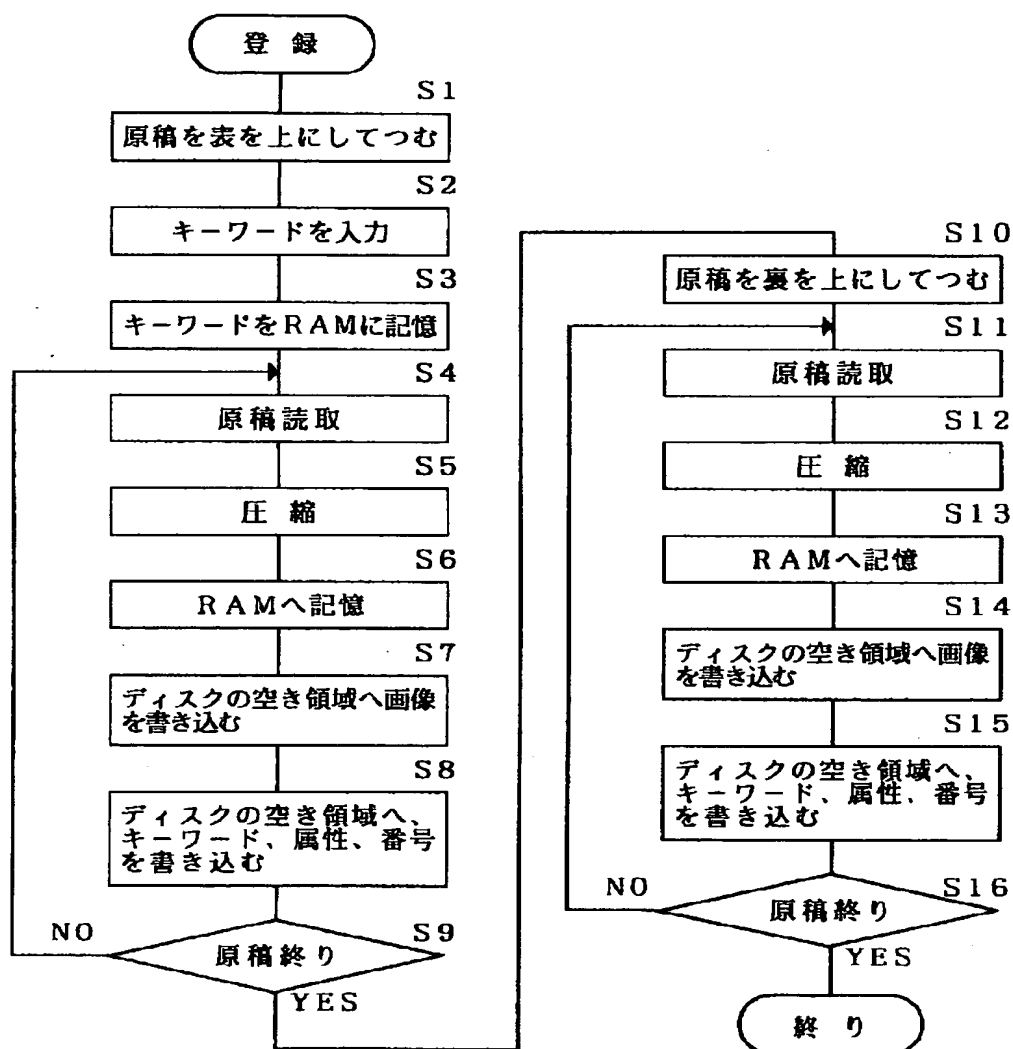 登録
S1
原稿を表を上にしてつむ
S2
キーワードを入力
S3
キーワードをRAMに記憶
S4
原稿読取
S5
圧縮
S6
RAMへ記憶
S7
ディスクの空き領域へ画像
を書き込む
S8
ディスクの空き領域へ、
キーワード、属性、番号
を書き込む
NO
S9
原稿終り
YES
S10
原稿を裏を上にしてつむ
S11
原稿読取
S12
圧縮
S13
RAMへ記憶
S14
ディスクの空き領域へ画像
を書き込む
S15
ディスクの空き領域へ、
キーワード、属性、番号
を書き込む
NO
S16
原稿終り
YES
終り